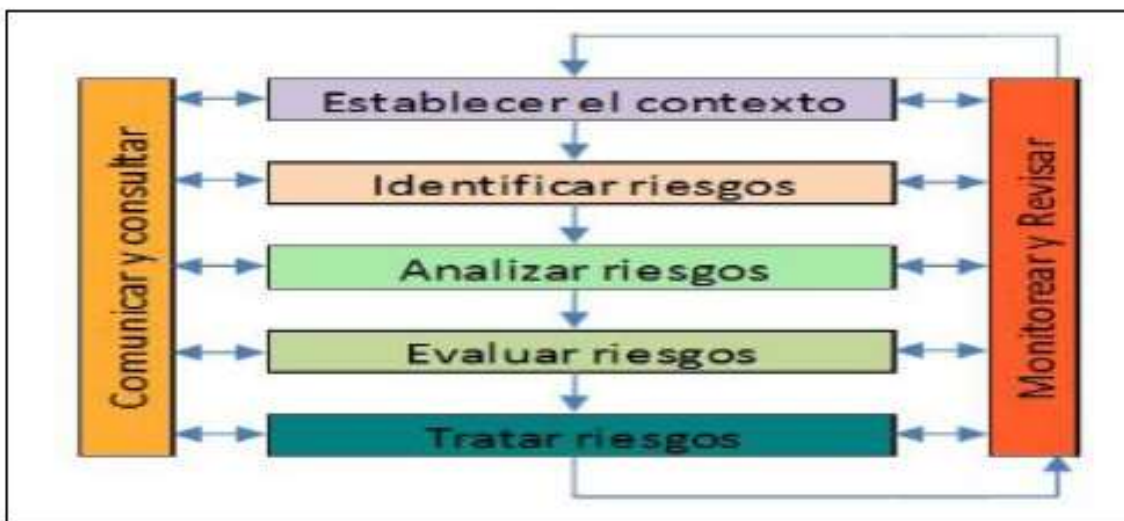 Comunicar y consultar
Establecer el contexto
Identificar riesgos
Analizar riesgos
Evaluar riesgos
Tratar riesgos
Monitorear y Revisar